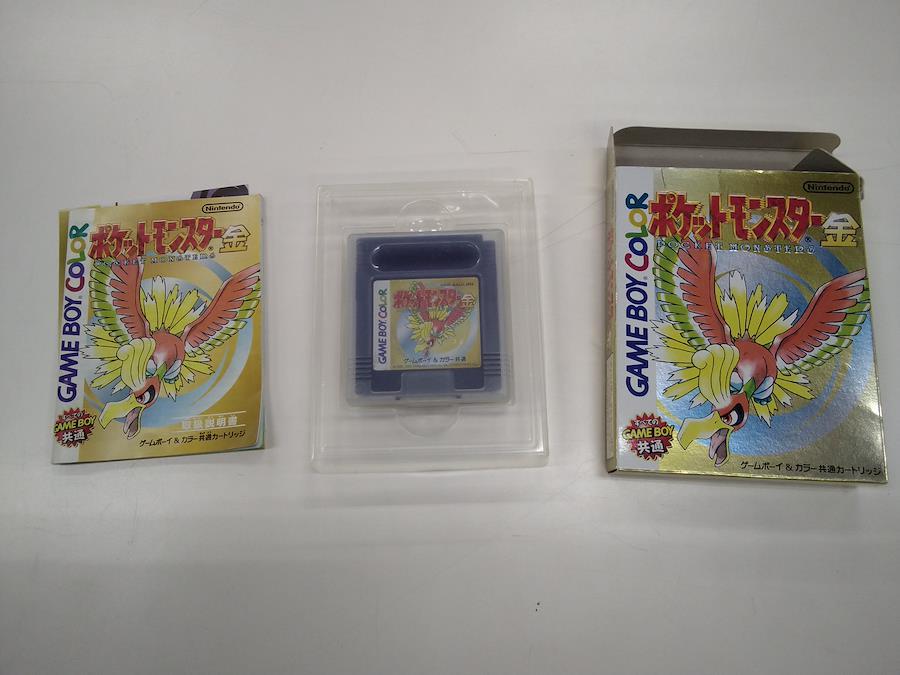 Nintendo
ポケットモンスター金
POCKET MONSTERS
GAME BOY COLOR
すべての
GAME BOY
共通
取扱説明書
ゲームボーイ&カラー共通カートリッジ
GAME BOY COLOR
ポケットモンスター金
ゲームボーイ&カラー共通
Nintendo
ポケットモンスター金
POCKET MONSTERS
GAME BOY COLOR
すべての
GAME BOY
共通
ゲームボーイ&カラー共通カートリッジ